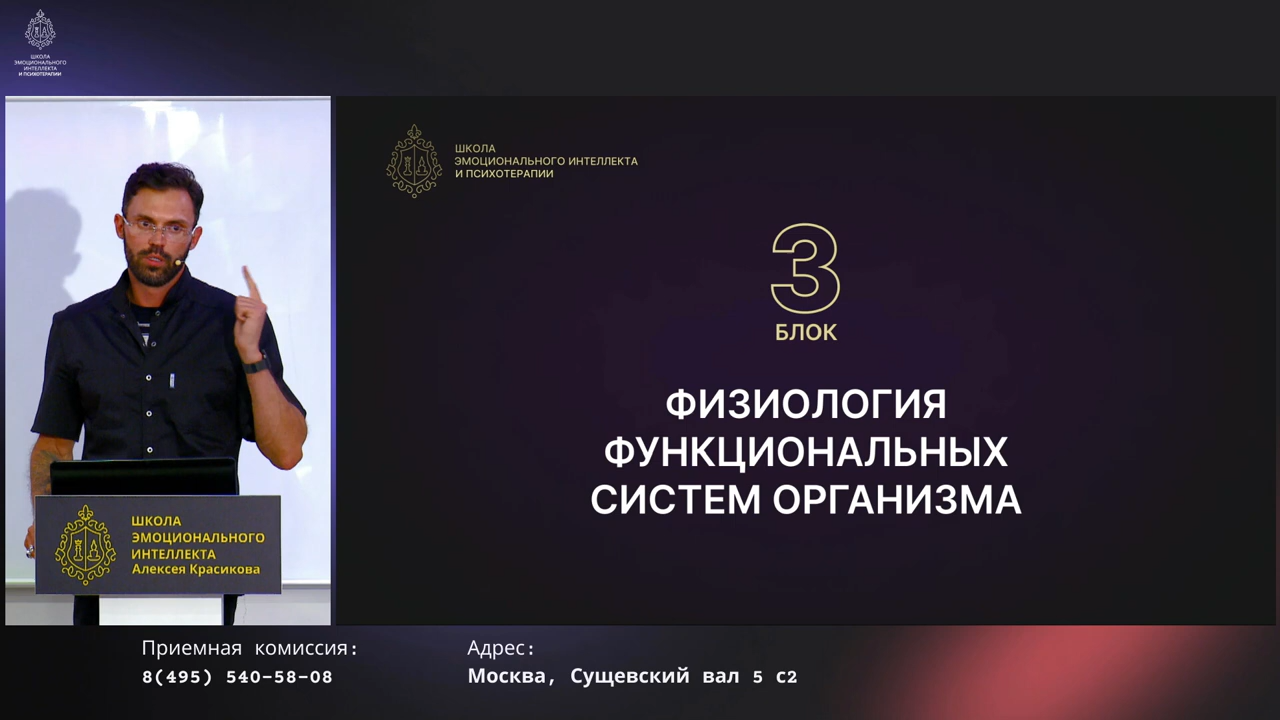 ШКОЛА
ЭМОЦИОНАЛЬНОГО
ИНТЕЛЛЕКТА
И ПСИХОТЕРАПИИ
ШКОЛА
ЭМОЦИОНАЛЬНОГО ИНТЕЛЛЕКТА
И ПСИХОТЕРАПИИ
3
БЛОК
ФИЗИОЛОГИЯ
ФУНКЦИОНАЛЬНЫХ
СИСТЕМ ОРГАНИЗМА
ШКОЛА
ЭМОЦИОНАЛЬНОГО
ИНТЕЛЛЕКТА
Алексея Красикова
Приемная комиссия:
8(495) 540-58-08
Адрес:
Москва, Сущевский вал 5 с2